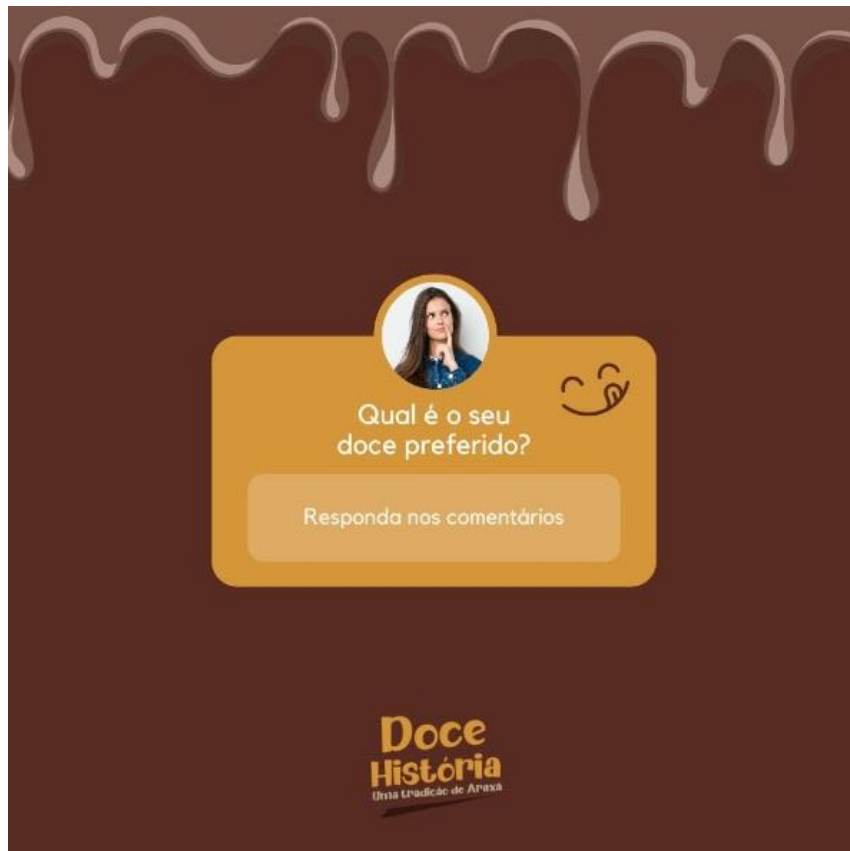 Qual é o seu
doce preferido?
Responda nos comentários
Doce
História
Uma tradição de Araxá